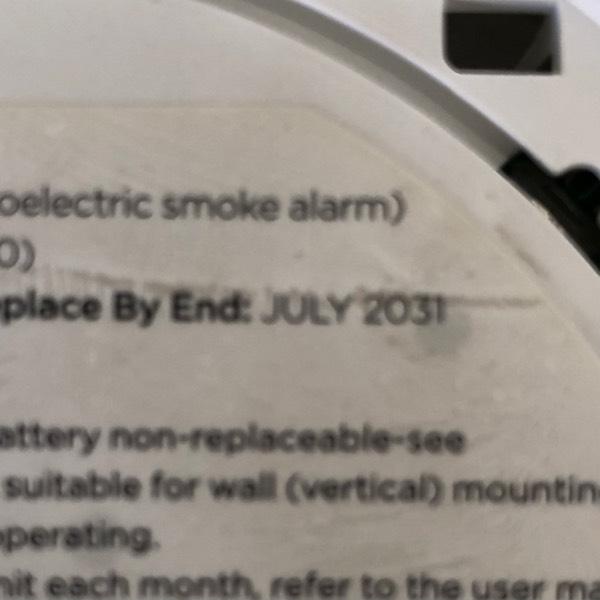 oelectric smoke alarm)
0)
place By End: JULY 2031
attery non-replaceable-see
suitable for wall (vertical) mountin
perating.
nit each month, refer to the user ma